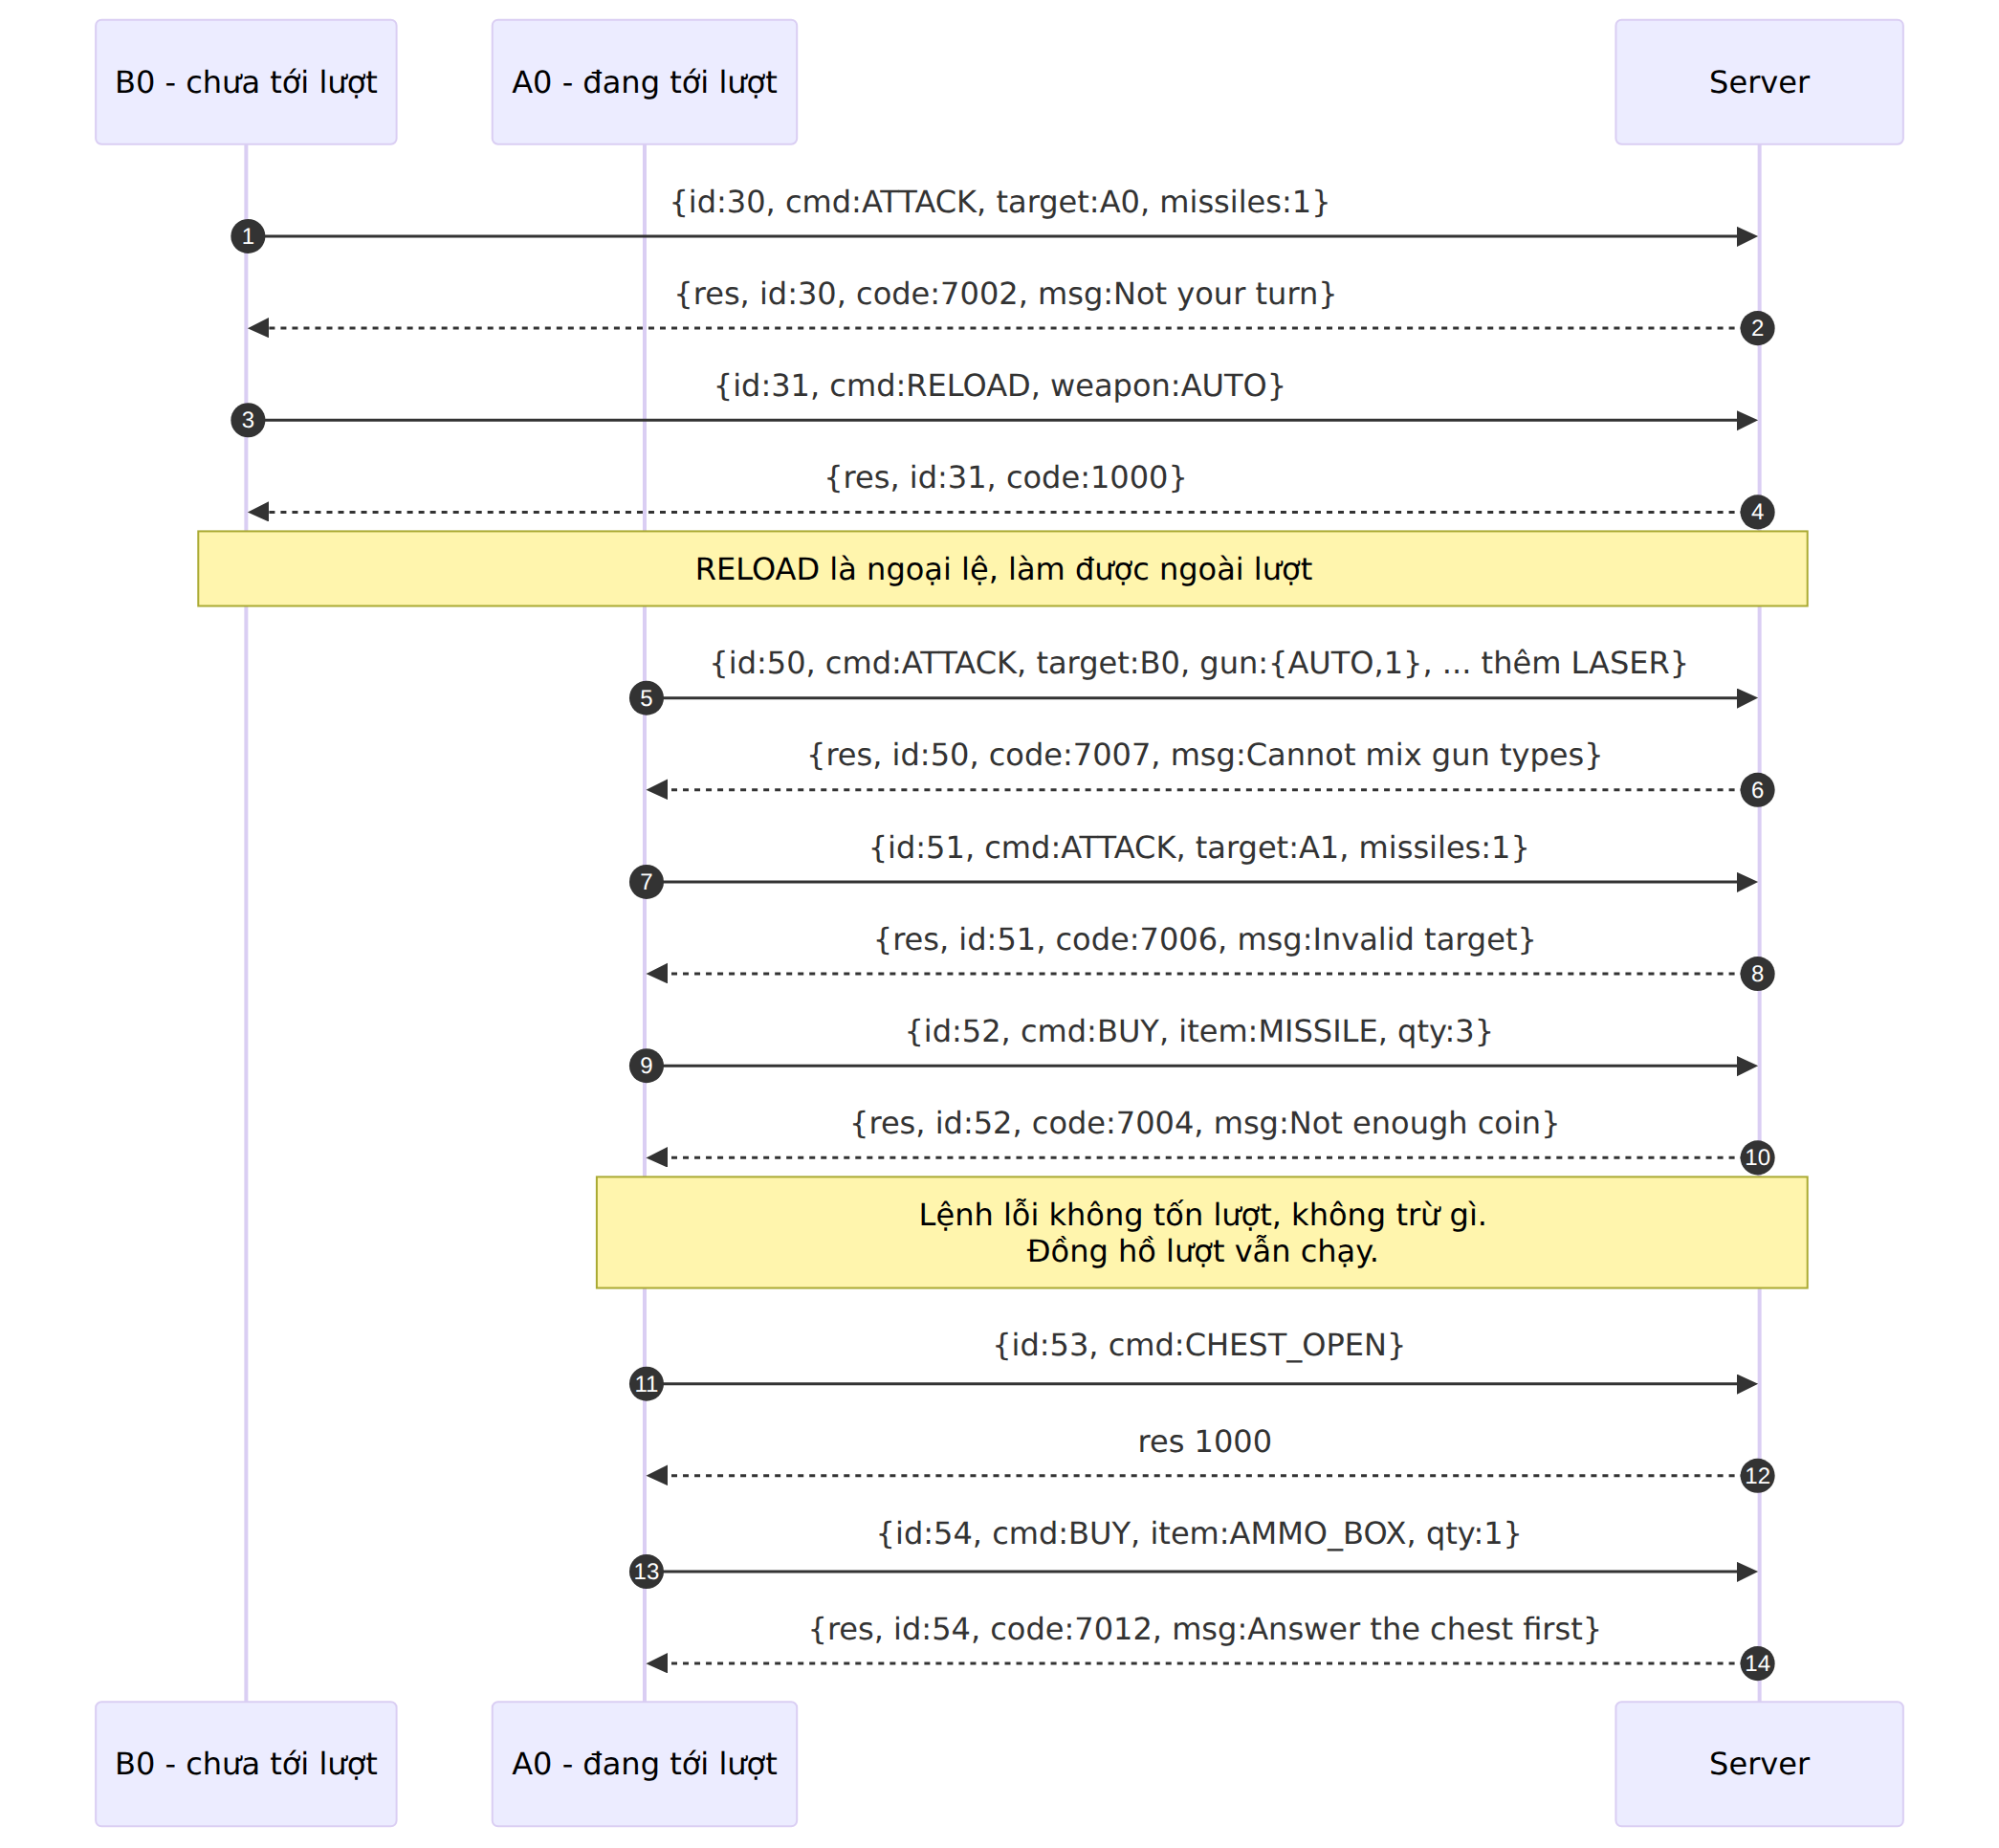 B0 - chưa tới lượt
A0 - đang tới lượt
Server
{id:30, cmd:ATTACK, target:A0, missiles:1}
1
{res, id:30, code:7002, msg:Not your turn}
2
{id:31, cmd:RELOAD, weapon:AUTO}
3
{res, id:31, code:1000}
4
RELOAD là ngoại lệ, làm được ngoài lượt
{id:50, cmd:ATTACK, target:B0, gun:{AUTO,1}, ... thêm LASER}
5
{res, id:50, code:7007, msg:Cannot mix gun types}
6
{id:51, cmd:ATTACK, target:A1, missiles:1}
7
{res, id:51, code:7006, msg:Invalid target}
8
{id:52, cmd:BUY, item:MISSILE, qty:3}
9
{res, id:52, code:7004, msg:Not enough coin}
10
Lệnh lỗi không tốn lượt, không trừ gì.
Đồng hồ lượt vẫn chạy.
{id:53, cmd:CHEST_OPEN}
11
res 1000
12
{id:54, cmd:BUY, item:AMMO_BOX, qty:1}
13
{res, id:54, code:7012, msg:Answer the chest first}
14
B0 - chưa tới lượt
A0 - đang tới lượt
Server